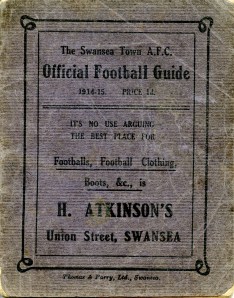 The Swansea Town A.F.C.
Official Football Guide
1914-15. PRICE 1d.
IT'S NO USE ARGUING
THE BEST PLACE FOR
Footballs, Football Clothing,
Boots, &c., is
H. ATKINSON'S
Union Street, SWANSEA
Thomas & Parry, Ltd., Swansea.